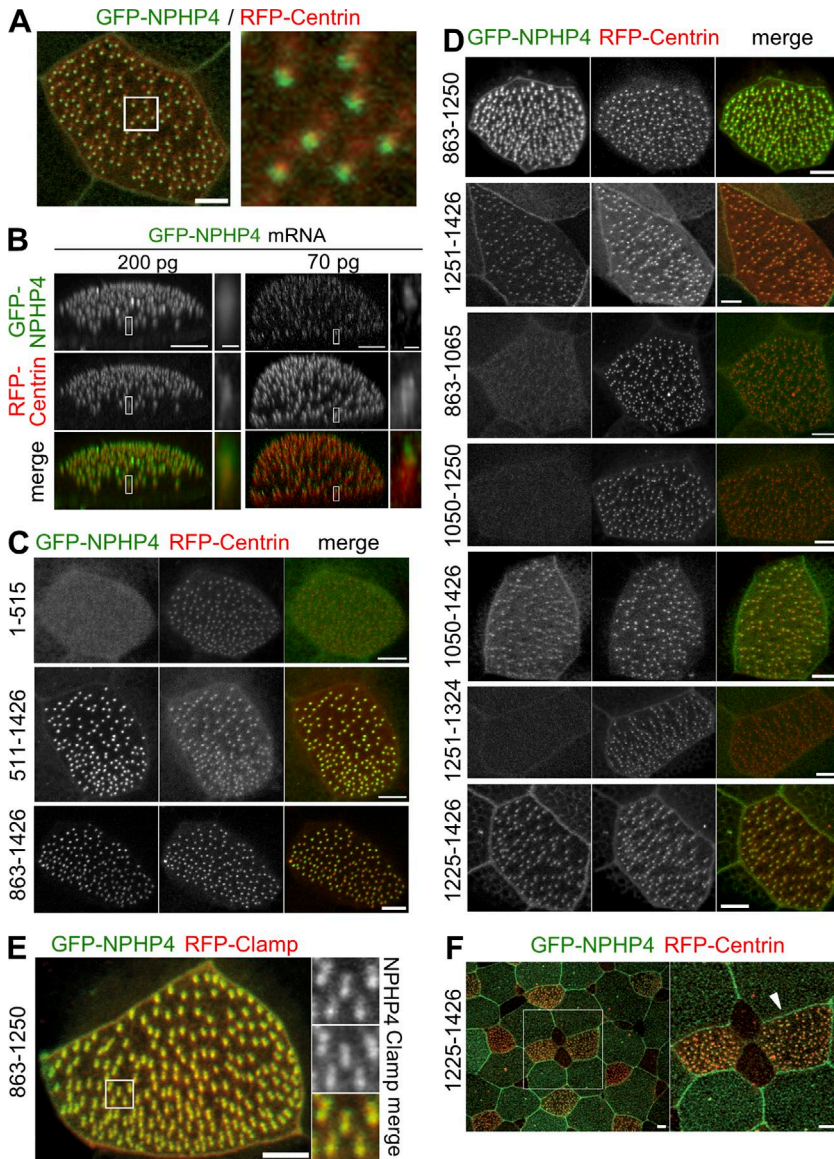 A
GFP-NPHP4 / RFP-Centrin
B
GFP-NPHP4 mRNA
200 pg 70 pg
GFP-
NPHP4
RFP-
Centrin
merge
C
GFP-NPHP4 RFP-Centrin merge
1-515
511-1426
863-1426
D
GFP-NPHP4 RFP-Centrin merge
863-1250
1251-1426
863-1065
1050-1250
1050-1426
1251-1324
1225-1426
E
GFP-NPHP4 RFP-Clamp
863-1250
NPHP4 Clamp merge
F
GFP-NPHP4 RFP-Centrin
1225-1426